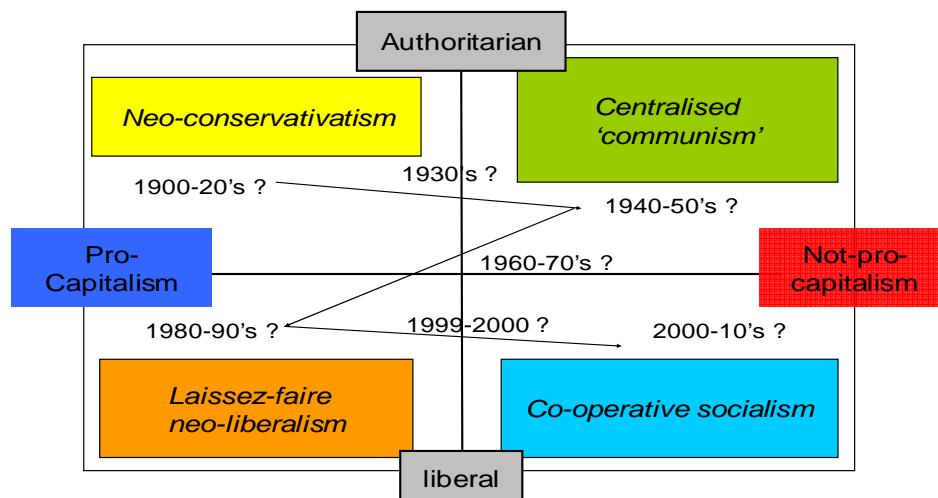 Authoritarian
Neo-conservativatism
Centralised
‘communism’
1930's ?
1900-20's ?
1940-50's ?
Pro-
Capitalism
1960-70's ?
Not-pro-
capitalism
1980-90's ?
1999-2000 ?
2000-10's ?
Laissez-faire
neo-liberalism
Co-operative socialism
liberal